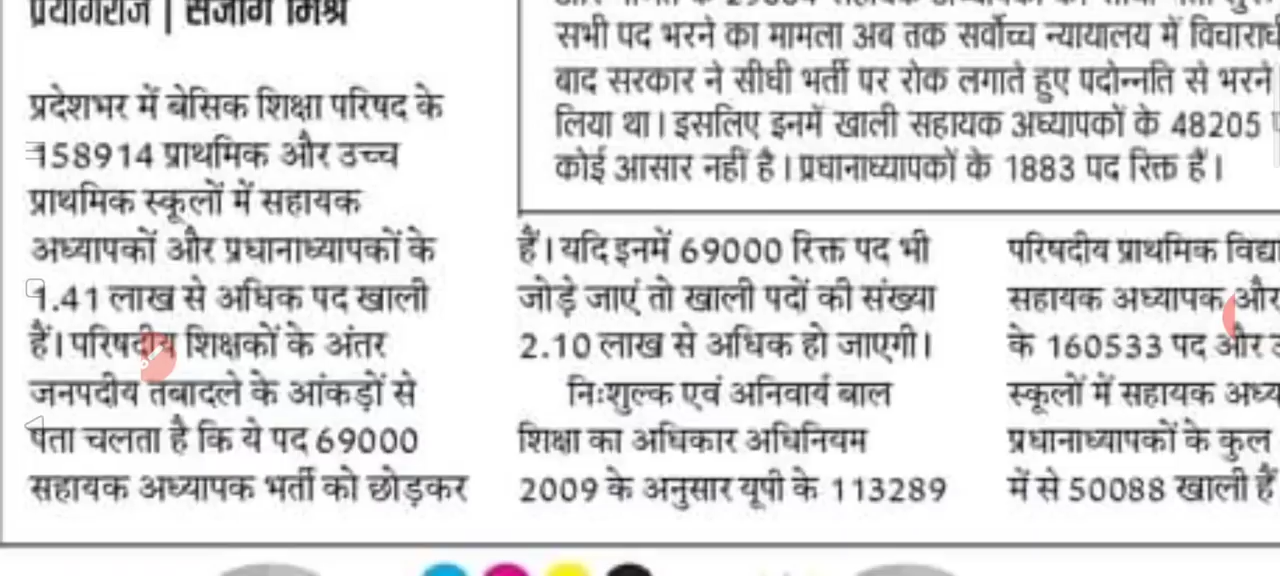 प्रयागराज | संजोग मिश्र
प्रदेशभर में बेसिक शिक्षा परिषद के
158914 प्राथमिक और उच्च
प्राथमिक स्कूलों में सहायक
अध्यापकों और प्रधानाध्यापकों के
1.41 लाख से अधिक पद खाली
हैं। परिषदीय शिक्षकों के अंतर
जनपदीय तबादले के आंकड़ों से
पता चलता है कि ये पद 69000
सहायक अध्यापक भर्ती को छोड़कर
सभी पद भरने का मामला अब तक सर्वोच्च न्यायालय में
बाद सरकार ने सीधी भर्ती पर रोक लगाते हुए पदोन्नति से भरने
लिया था। इसलिए इनमें खाली सहायक अध्यापकों के 48205
कोई आसार नहीं है। प्रधानाध्यापकों के 1883 पद रिक्त हैं।
हैं। यदि इनमें 69000 रिक्त पद भी
जोड़े जाएं तो खाली पदों की संख्या
2.10 लाख से अधिक हो जाएगी।
निःशुल्क एवं अनिवार्य बाल
शिक्षा का अधिकार अधिनियम
2009 के अनुसार यूपी के 113289
परिषदीय प्राथमिक
सहायक अध्यापक और
के 160533 पद और
स्कूलों में सहायक
प्रधानाध्यापकों के कुल
में से 50088 खाली हैं